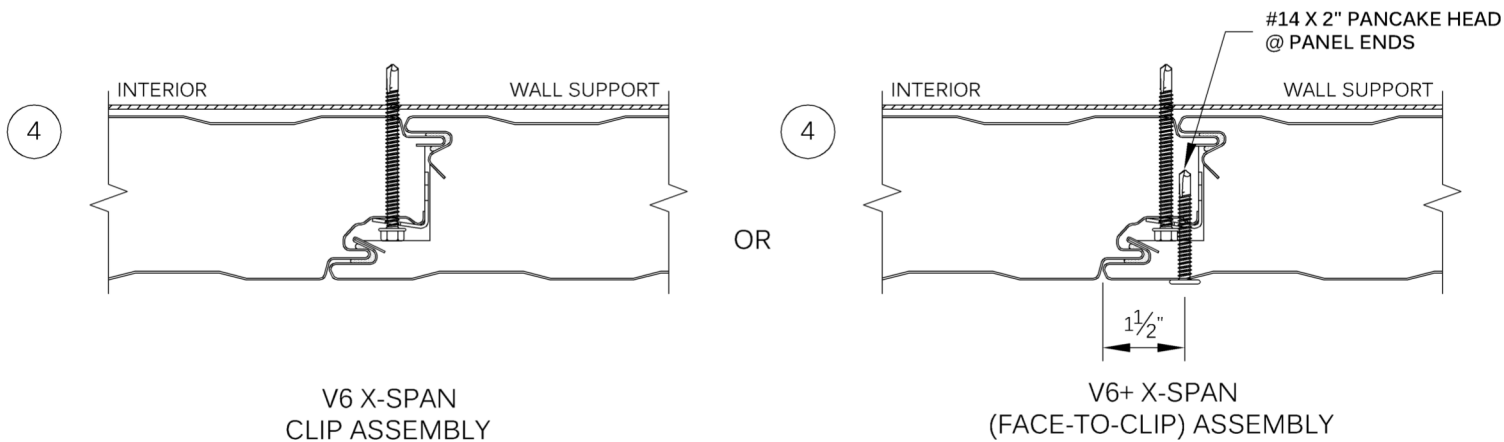 #14 X 2" PANCAKE HEAD
@ PANEL ENDS
INTERIOR
WALL SUPPORT
4
INTERIOR
WALL SUPPORT
4
OR
1½"
V6 X-SPAN
CLIP ASSEMBLY
V6+ X-SPAN
(FACE-TO-CLIP) ASSEMBLY